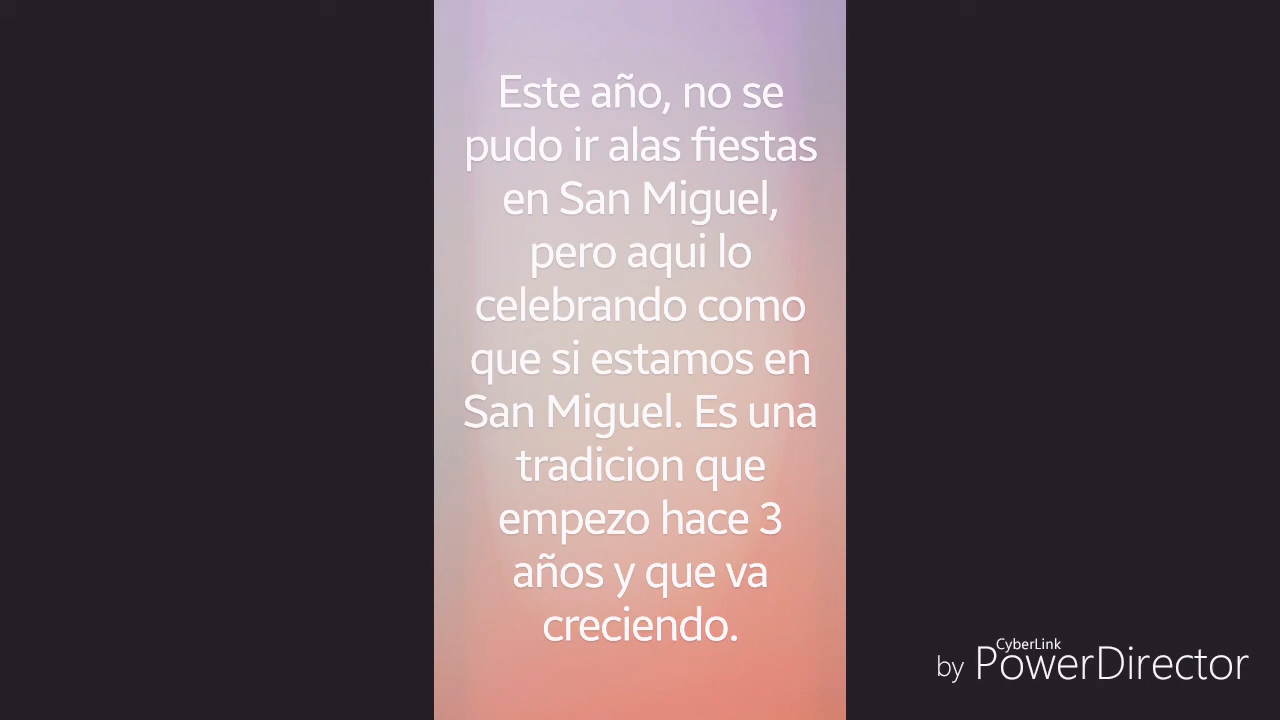 Este año, no se
pudo ir alas fiestas
en San Miguel,
pero aqui lo
celebrando como
que si estamos en
San Miguel. Es una
tradicion que
empezo hace 3
años y que va
creciendo.
CyberLink
by PowerDirector